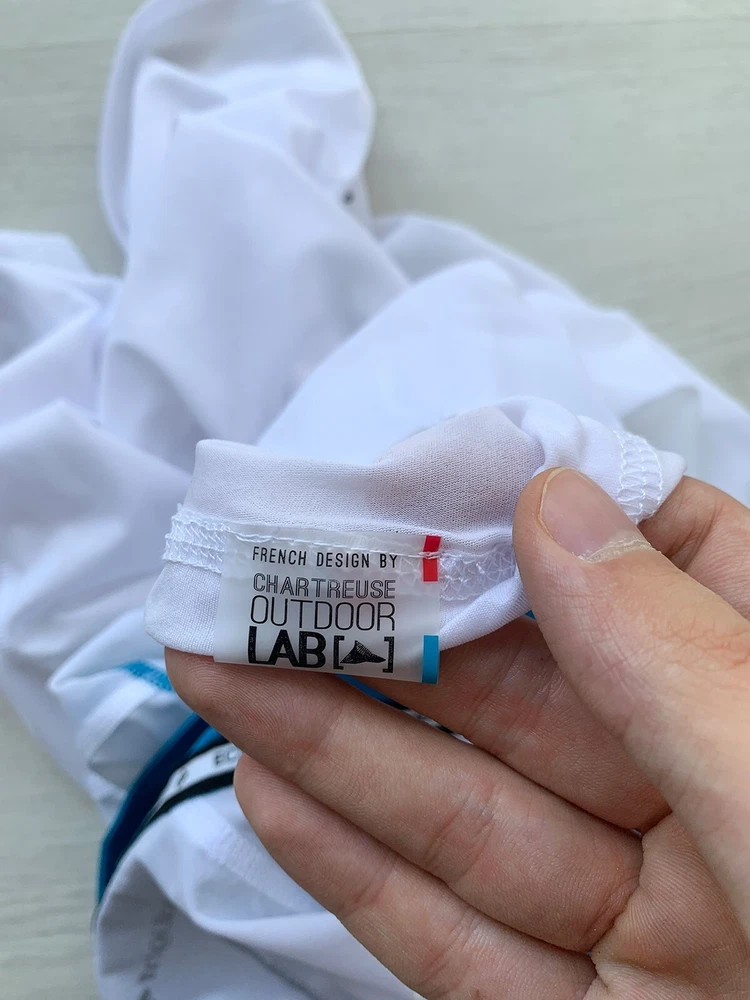 FRENCH DESIGN BY
CHARTREUSE
OUTDOOR
LAB[ ]